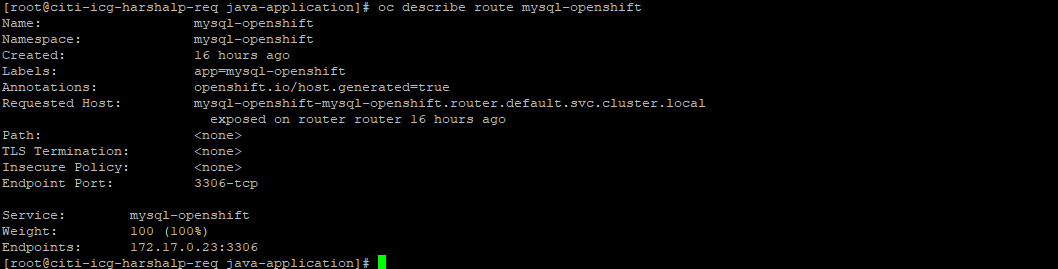 [root@citi-icg-harshalp-req java-application]# oc describe route mysql-openshift
Name:                   mysql-openshift
Namespace:              mysql-openshift
Created:                16 hours ago
Labels:                 app=mysql-openshift
Annotations:            openshift.io/host.generated=true
Requested Host:         mysql-openshift-mysql-openshift.router.default.svc.cluster.local
                          exposed on router router 16 hours ago
Path:                   <none>
TLS Termination:        <none>
Insecure Policy:        <none>
Endpoint Port:          3306-tcp

Service:        mysql-openshift
Weight:         100 (100%)
Endpoints:      172.17.0.23:3306
[root@citi-icg-harshalp-req java-application]#